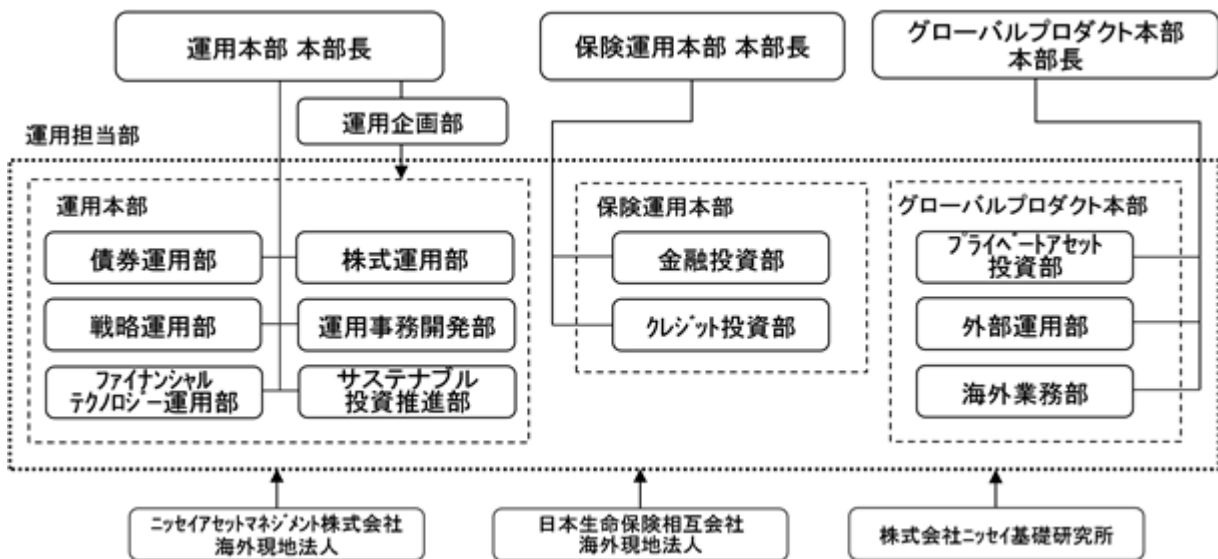 運用本部 本部長
保険運用本部 本部長
グローバルプロダクト本部
本部長
運用企画部
運用担当部
運用本部
債券運用部
株式運用部
戦略運用部
運用事務開発部
ファイナンシャル
テクノロジー運用部
サステナブル
投資推進部
保険運用本部
金融投資部
クレジット投資部
グローバルプロダクト本部
プライベートアセット
投資部
外部運用部
海外業務部
ニッセイアセットマネジメント株式会社
海外現地法人
日本生命保険相互会社
海外現地法人
株式会社ニッセイ基礎研究所